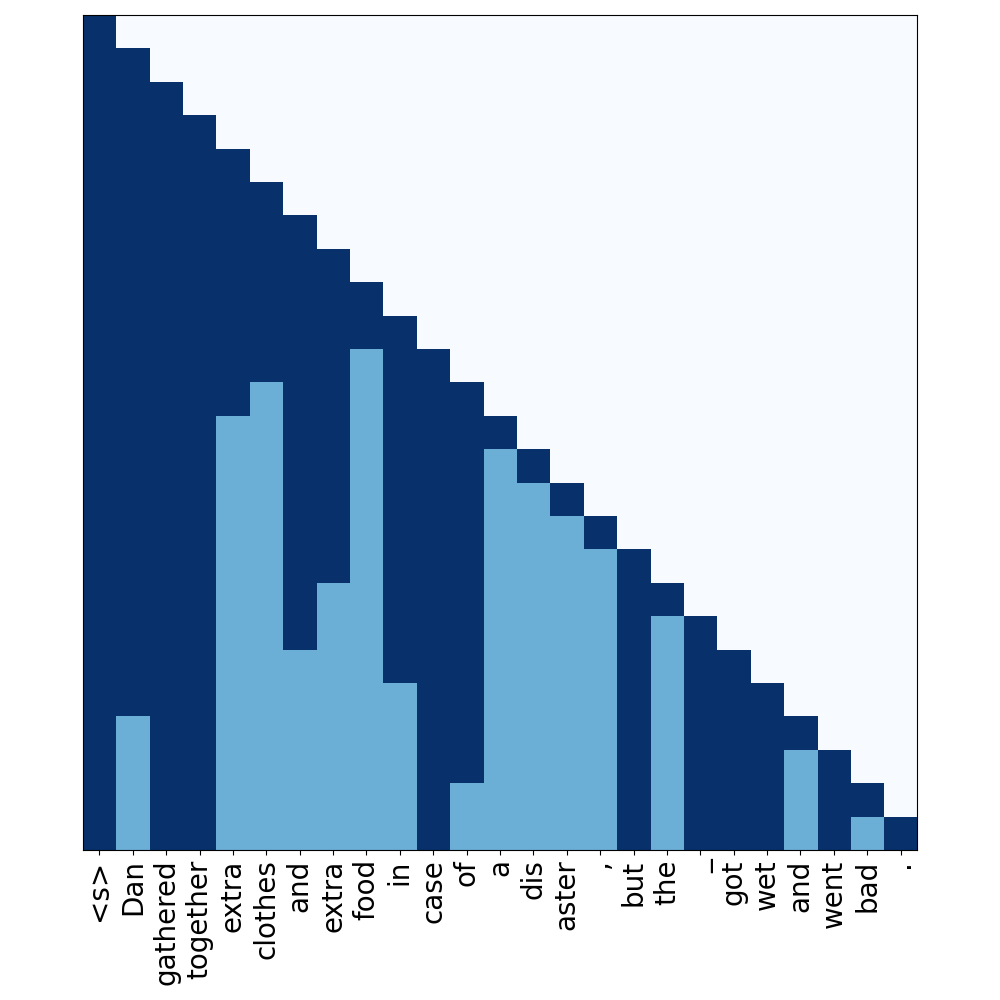 <s> Dan gathered together extra clothes and extra food in case of a dis aster , but the _ got wet and went bad .